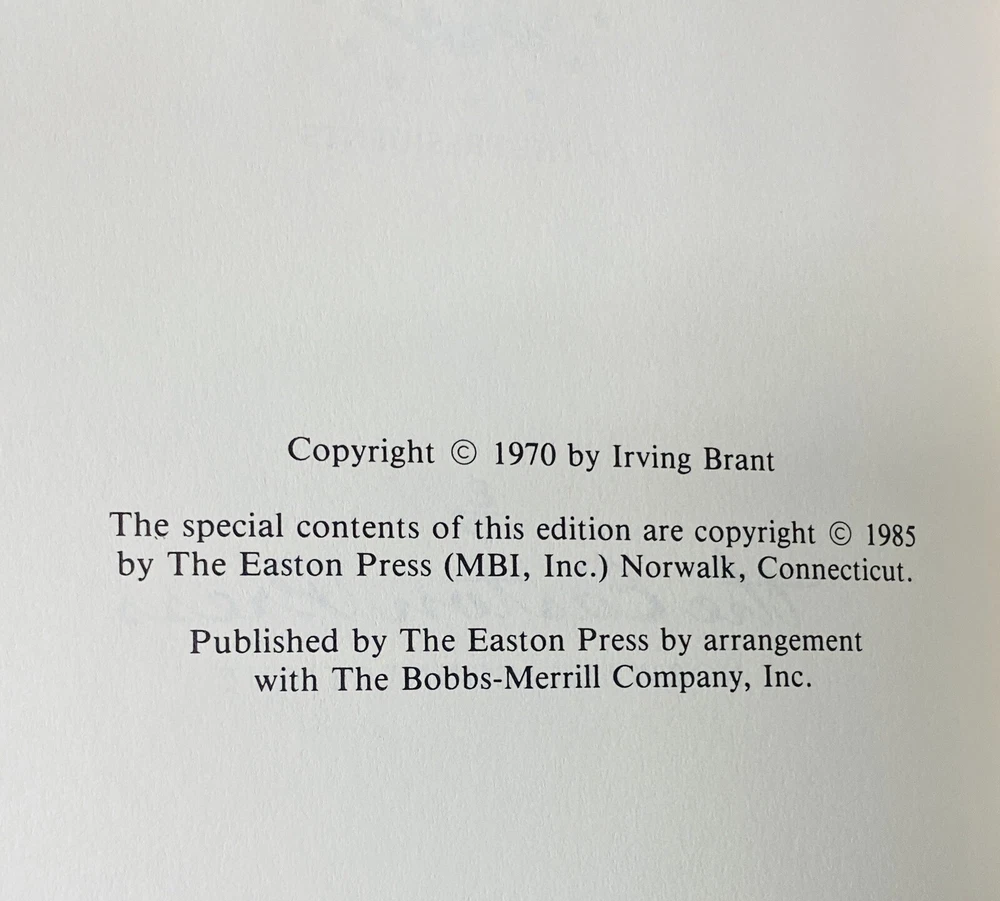 Copyright © 1970 by Irving Brant
The special contents of this edition are copyright © 1985
by The Easton Press (MBI, Inc.) Norwalk, Connecticut.
Published by The Easton Press by arrangement
with The Bobbs-Merrill Company, Inc.